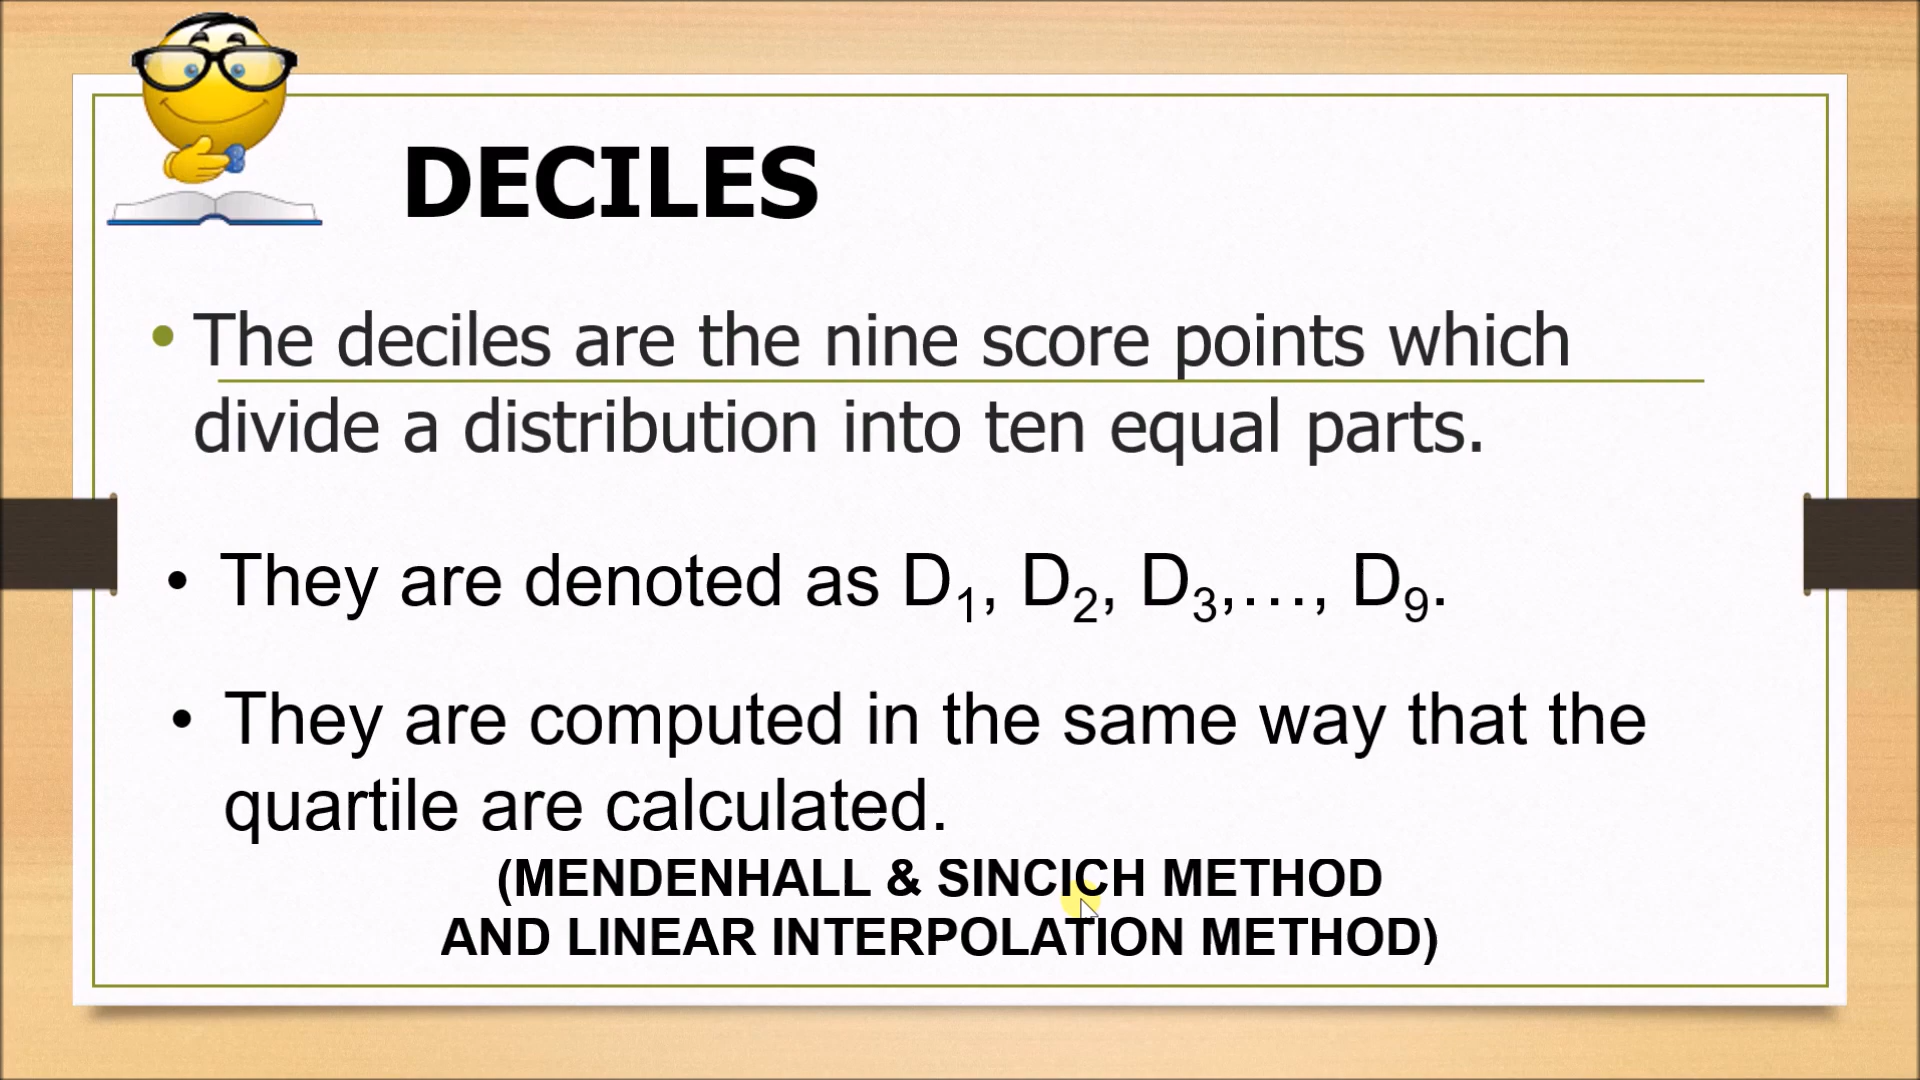 DECILES
• The deciles are the nine score points which
divide a distribution into ten equal parts.
• They are denoted as D₁, D₂, D₃,…, D₉.
• They are computed in the same way that the
quartile are calculated.
(MENDENHALL & SINCICH METHOD
AND LINEAR INTERPOLATION METHOD)